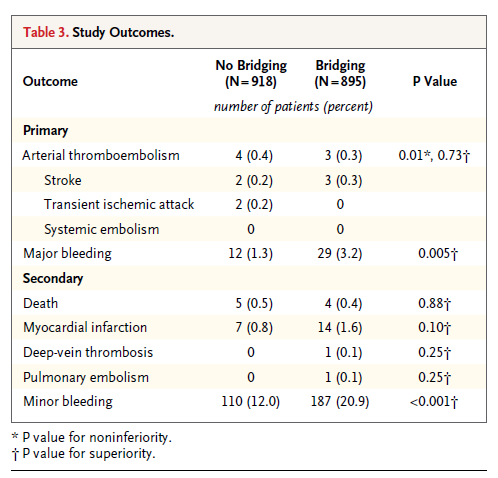 Table 3. Study Outcomes.
Outcome No Bridging (N=918) Bridging (N=895) P Value
number of patients (percent)
Primary
Arterial thromboembolism 4 (0.4) 3 (0.3) 0.01*, 0.73†
Stroke 2 (0.2) 3 (0.3)
Transient ischemic attack 2 (0.2) 0
Systemic embolism 0 0
Major bleeding 12 (1.3) 29 (3.2) 0.005†
Secondary
Death 5 (0.5) 4 (0.4) 0.88†
Myocardial infarction 7 (0.8) 14 (1.6) 0.10†
Deep-vein thrombosis 0 1 (0.1) 0.25†
Pulmonary embolism 0 1 (0.1) 0.25†
Minor bleeding 110 (12.0) 187 (20.9) <0.001†
* P value for noninferiority.
† P value for superiority.